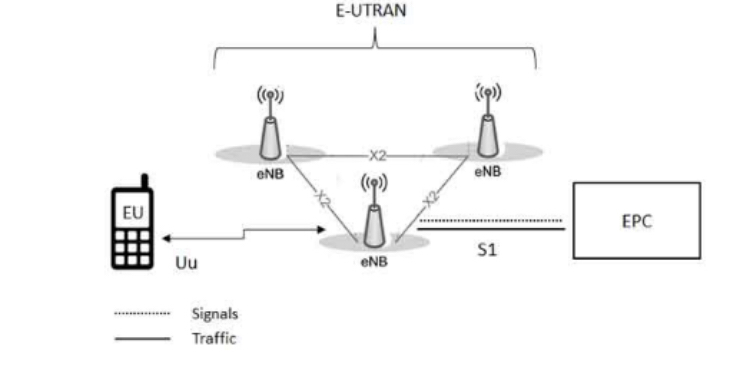 E-UTRAN
eNB
X2
eNB
X2
X2
EU
Uu
eNB
S1
EPC
Signals
Traffic